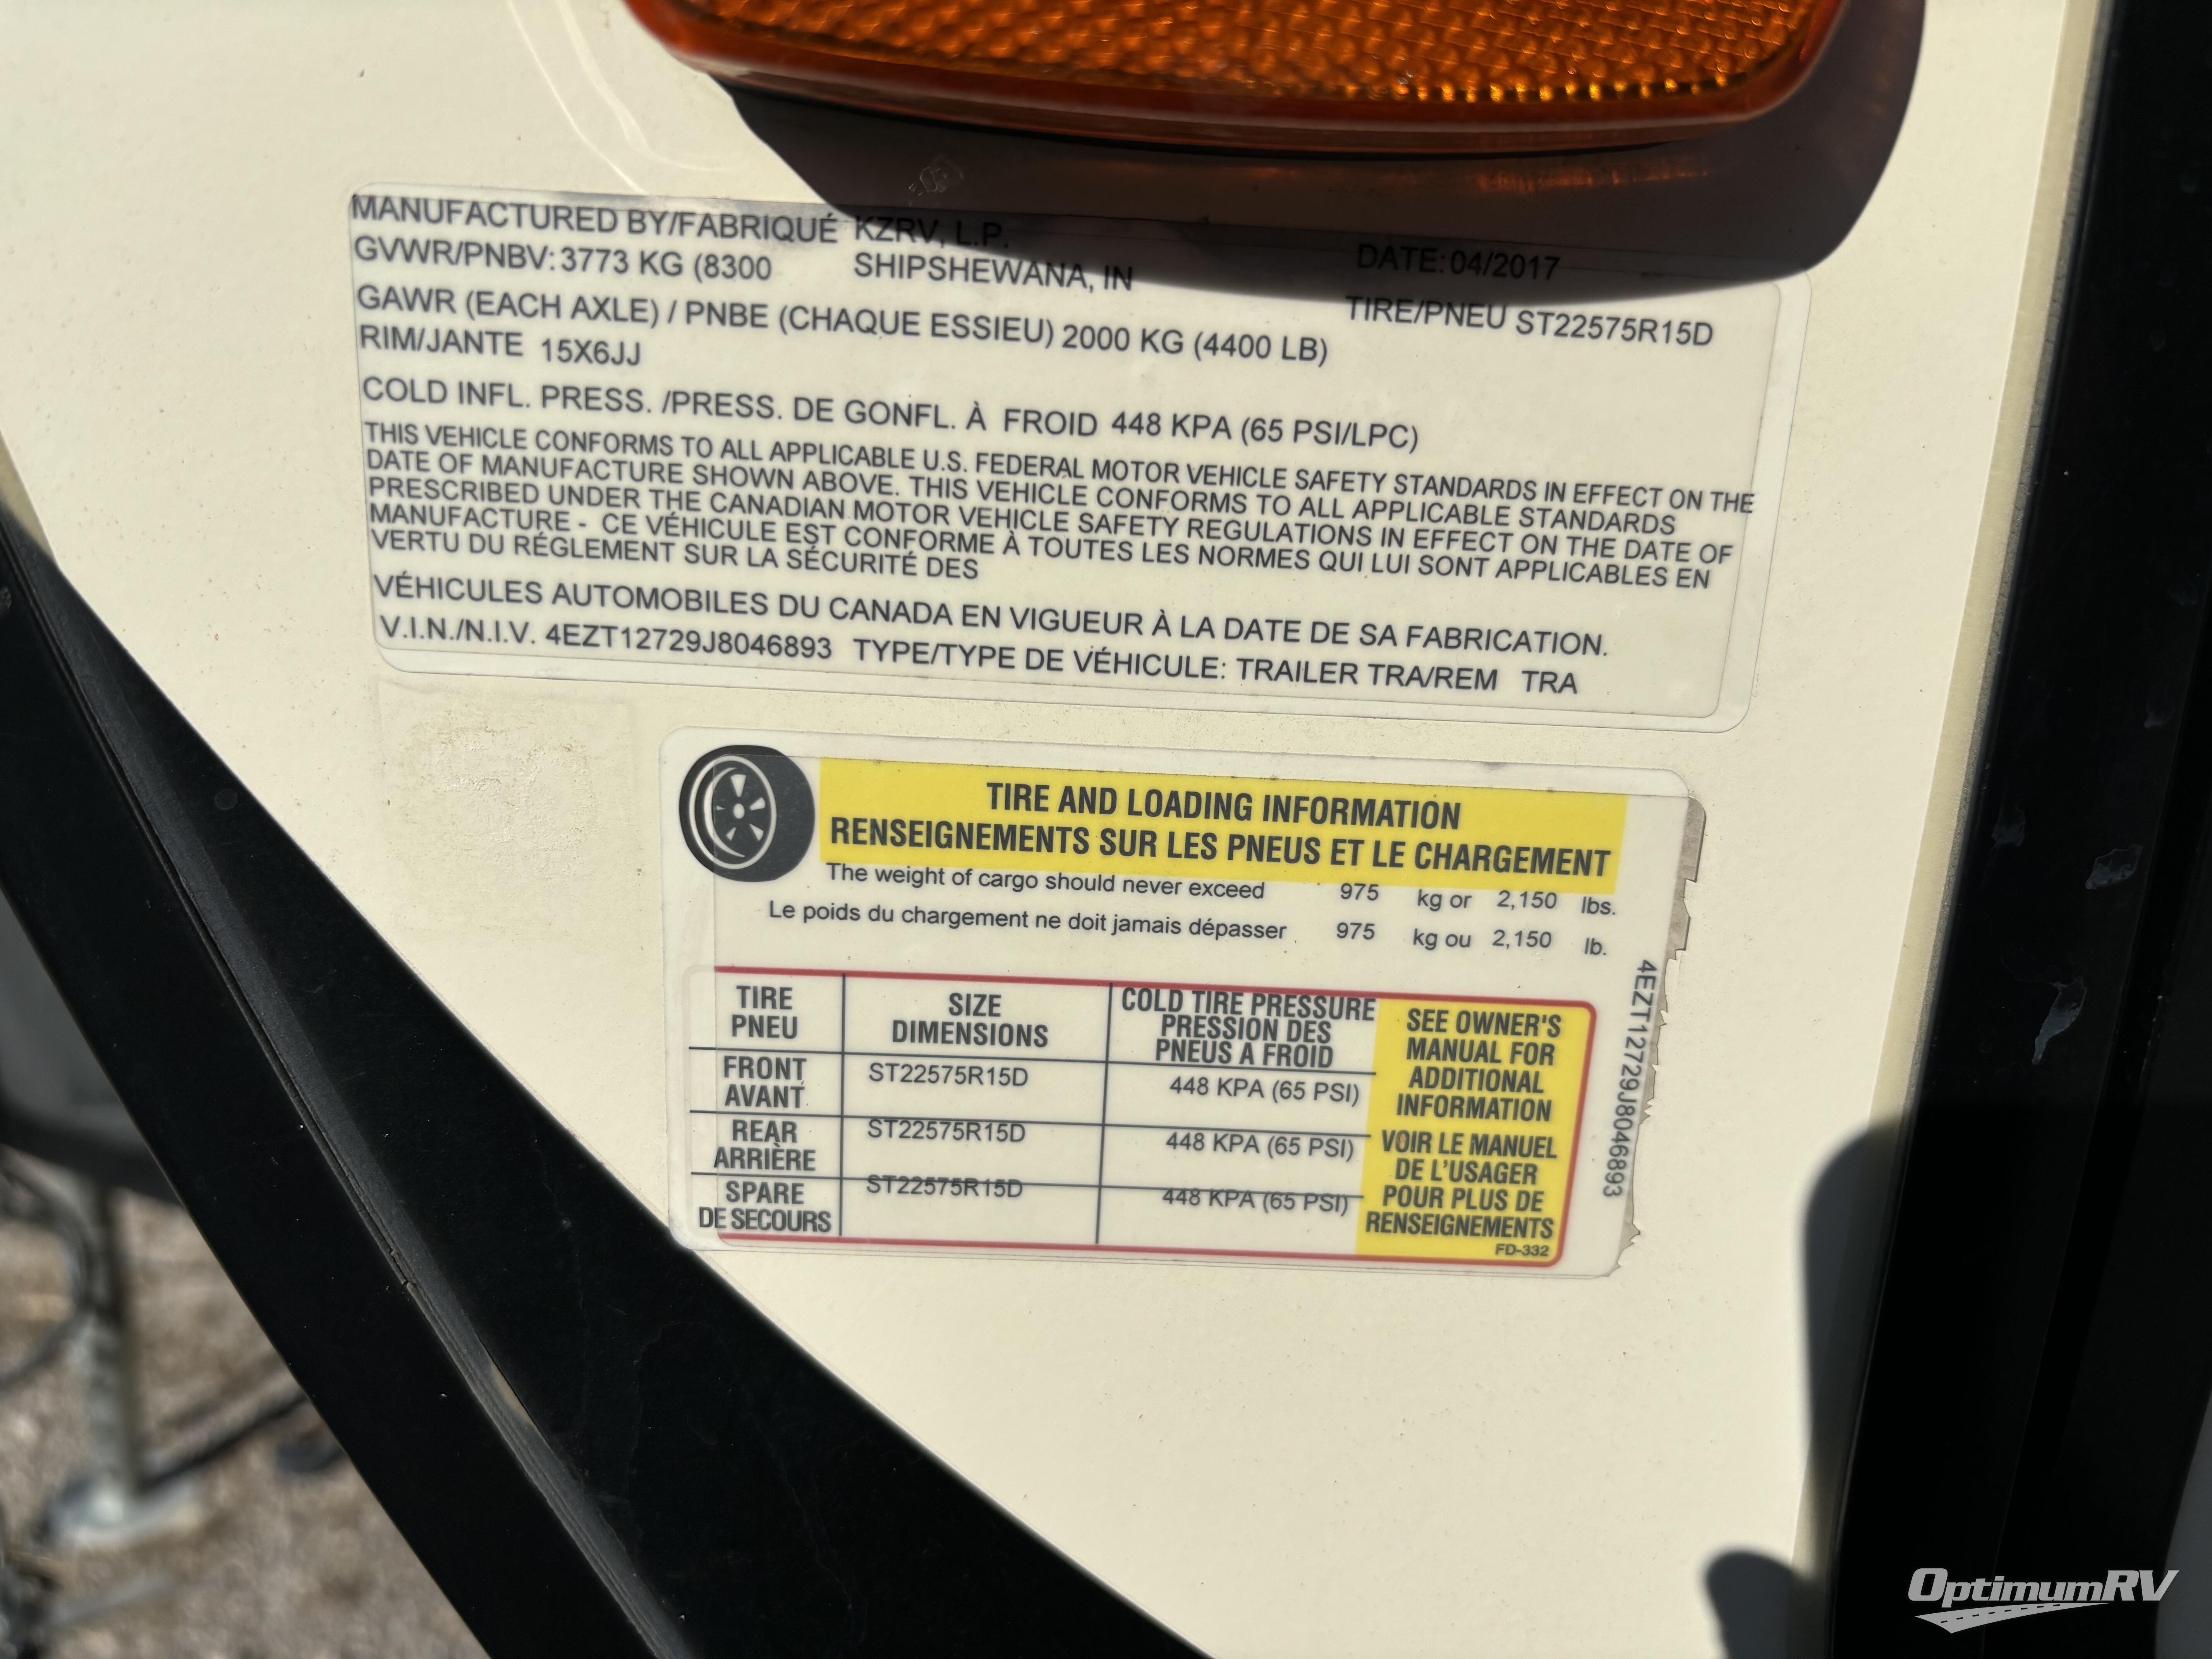 MANUFACTURED BY/FABRIQUÉ KZRV, L.P.
GVWR/PNBV: 3773 KG (8300 SHIPSHEWANA, IN DATE: 04/2017
GAWR (EACH AXLE) / PNBE (CHAQUE ESSIEU) 2000 KG (4400 LB) TIRE/PNEU ST22575R15D
RIM/JANTE 15X6JJ
COLD INFL. PRESS. /PRESS. DE GONFL. À FROID 448 KPA (65 PSI/LPC)
THIS VEHICLE CONFORMS TO ALL APPLICABLE U.S. FEDERAL MOTOR VEHICLE SAFETY STANDARDS IN EFFECT ON THE
DATE OF MANUFACTURE SHOWN ABOVE. THIS VEHICLE CONFORMS TO ALL APPLICABLE STANDARDS
PRESCRIBED UNDER THE CANADIAN MOTOR VEHICLE SAFETY REGULATIONS IN EFFECT ON THE DATE OF
MANUFACTURE - CE VÉHICULE EST CONFORME À TOUTES LES NORMES QUI LUI SONT APPLICABLES EN
VERTU DU RÉGLEMENT SUR LA SÉCURITÉ DES
VÉHICULES AUTOMOBILES DU CANADA EN VIGUEUR À LA DATE DE SA FABRICATION.
V.I.N./N.I.V. 4EZT12729J8046893 TYPE/TYPE DE VÉHICULE: TRAILER TRA/REM TRA
TIRE AND LOADING INFORMATION
RENSEIGNEMENTS SUR LES PNEUS ET LE CHARGEMENT
The weight of cargo should never exceed 975 kg or 2,150 lbs.
Le poids du chargement ne doit jamais dépasser 975 kg ou 2,150 lb.
TIRE
PNEU
SIZE
DIMENSIONS
COLD TIRE PRESSURE
PRESSION DES
PNEUS A FROID
FRONT
AVANT
ST22575R15D
448 KPA (65 PSI)
REAR
ARRIÈRE
ST22575R15D
448 KPA (65 PSI)
SPARE
DE SECOURS
ST22575R15D
448 KPA (65 PSI)
SEE OWNER'S
MANUAL FOR
ADDITIONAL
INFORMATION
VOIR LE MANUEL
DE L'USAGER
POUR PLUS DE
RENSEIGNEMENTS
FD-332
4EZT12729J8046893
OptimumRV